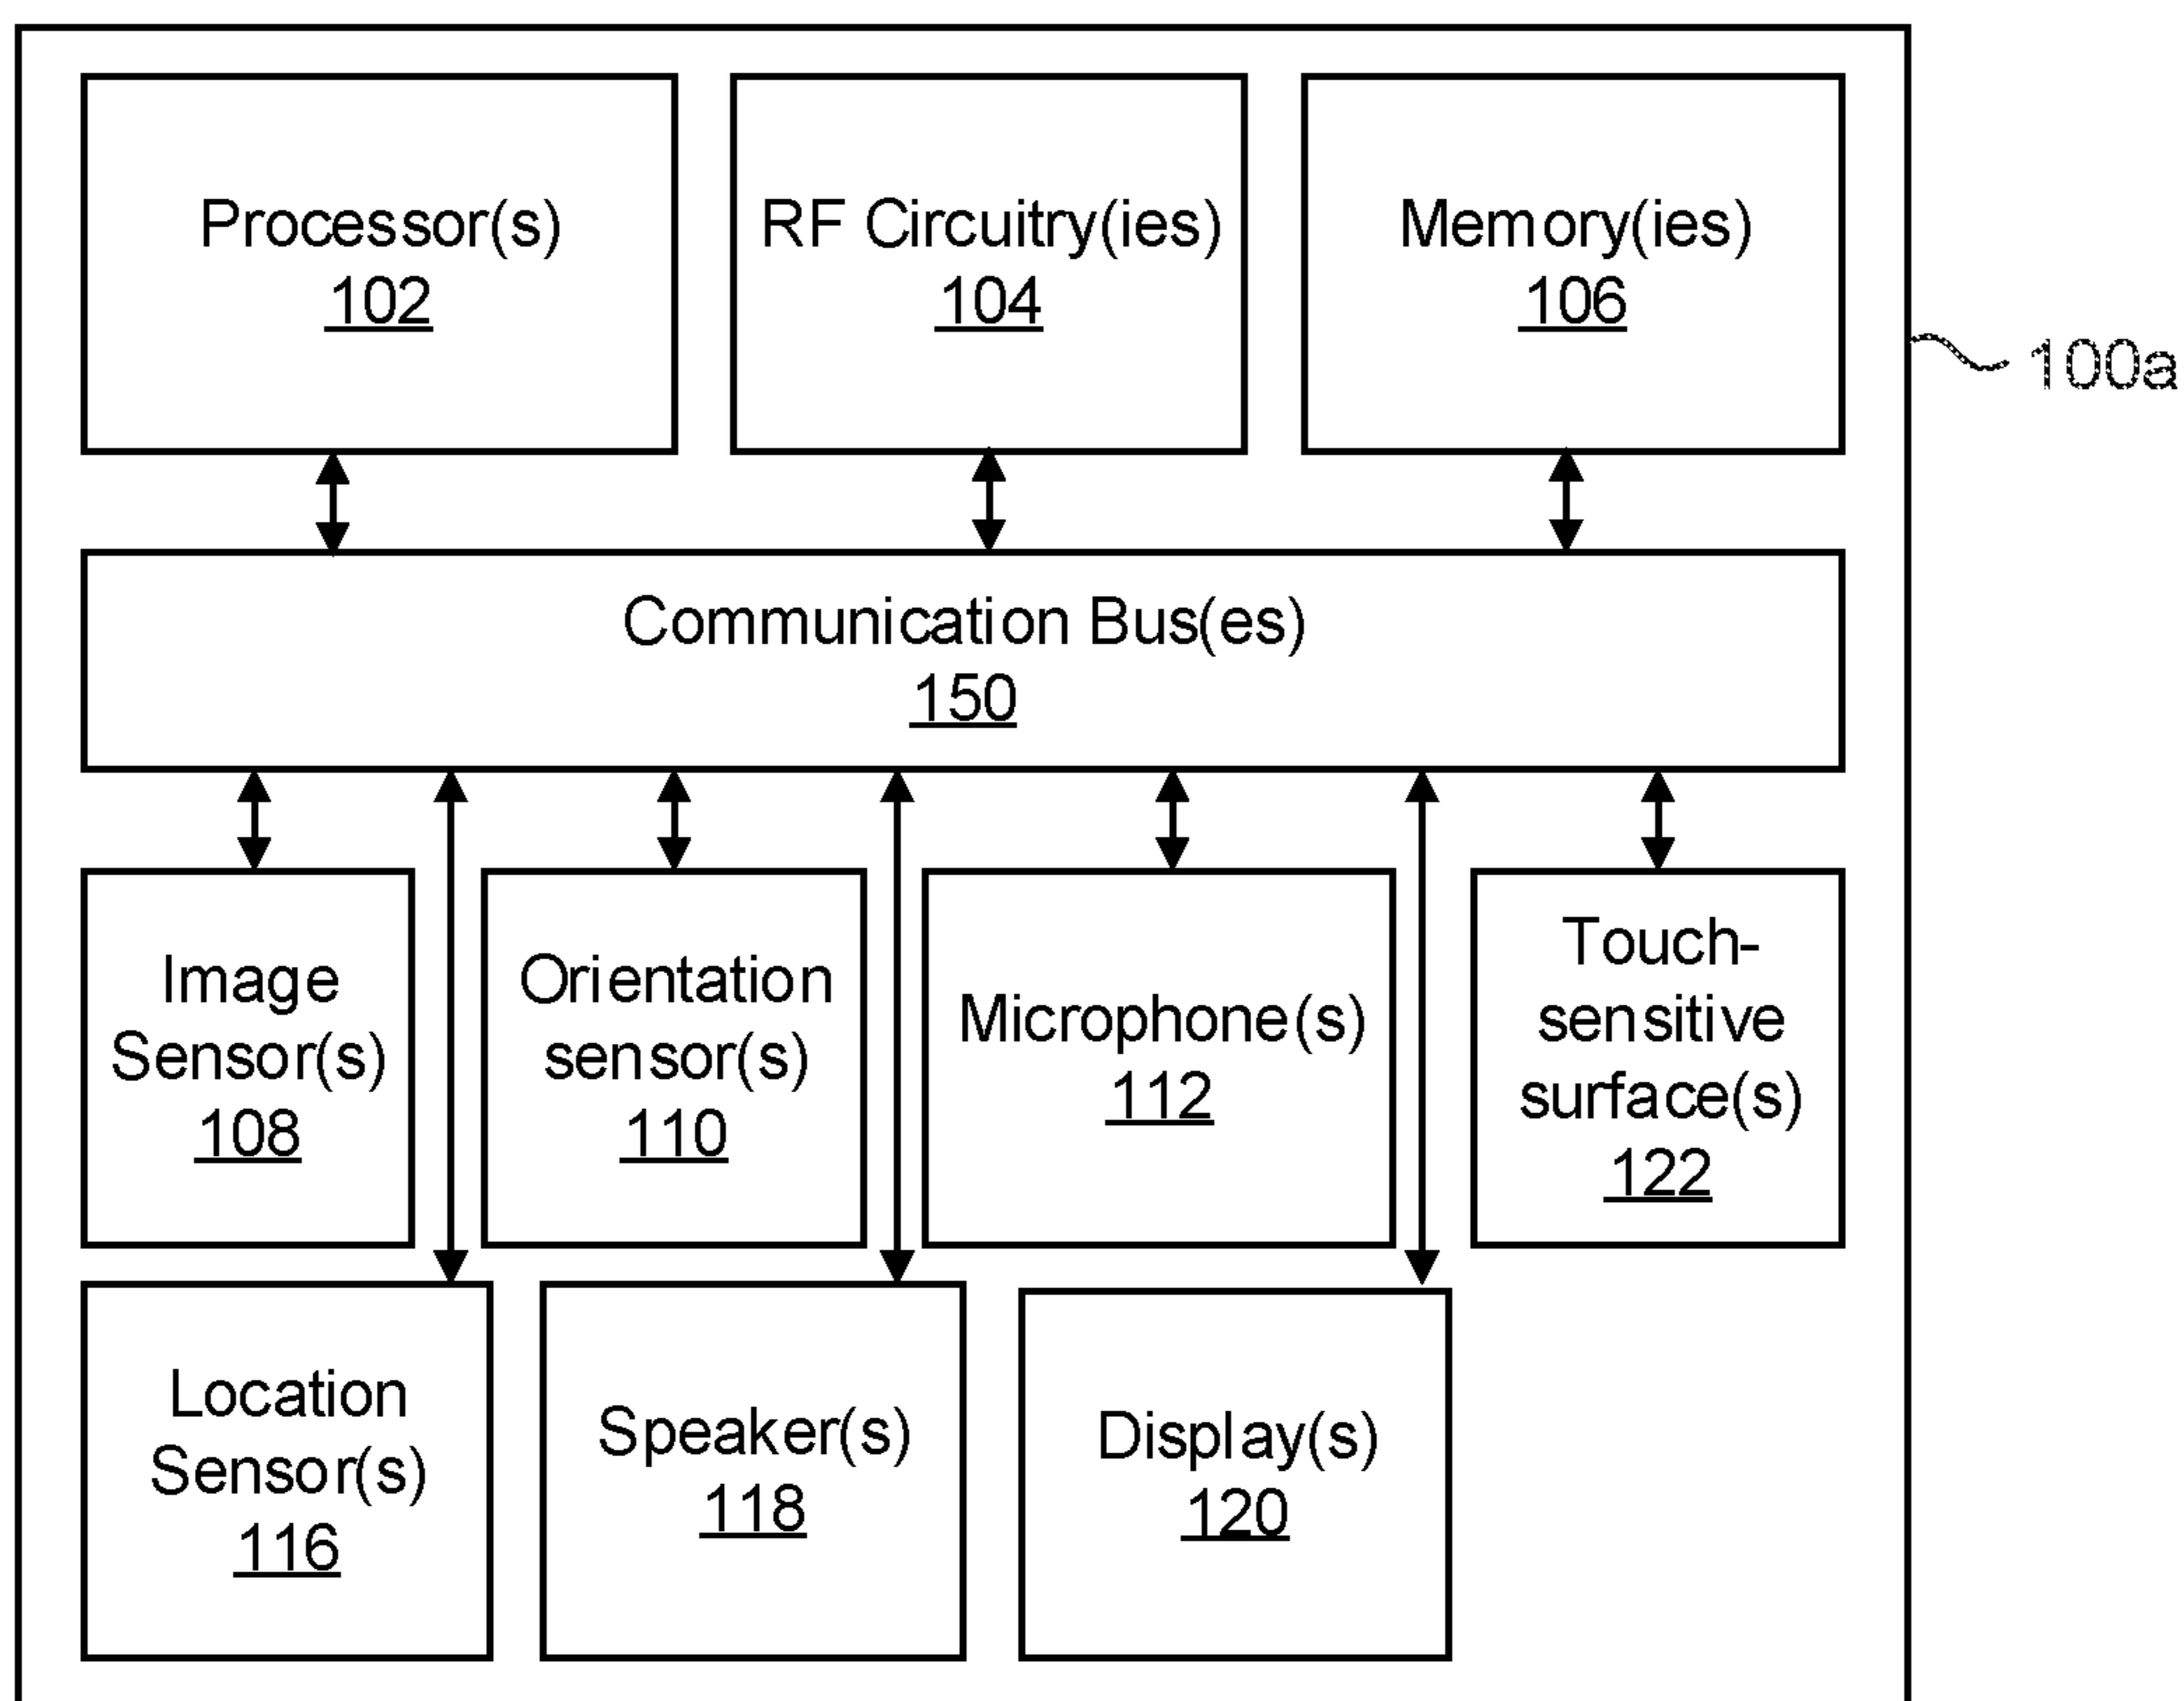 Processor(s)
102
RF Circuitry(ies)
104
Memory(ies)
106
100a
Communication Bus(es)
150
Image
Sensor(s)
108
Orientation
sensor(s)
110
Microphone(s)
112
Touch-
sensitive
surface(s)
122
Location
Sensor(s)
116
Speaker(s)
118
Display(s)
120